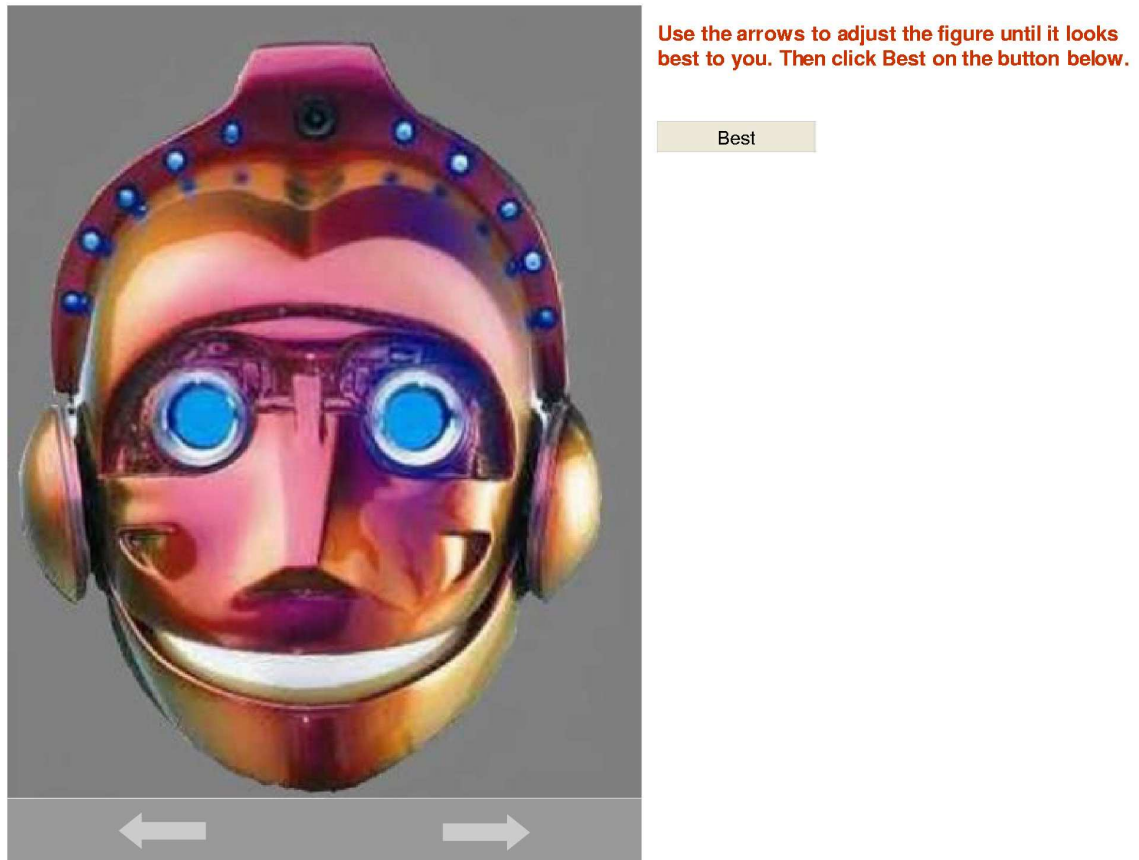 Use the arrows to adjust the figure until it looks
best to you. Then click Best on the button below.
Best